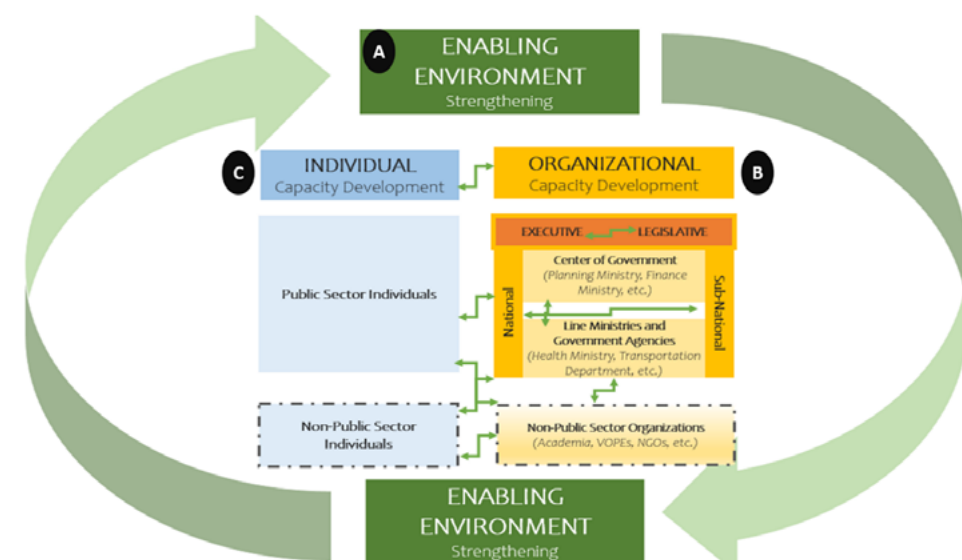 A
ENABLING
ENVIRONMENT
Strengthening
C
INDIVIDUAL
Capacity Development
ORGANIZATIONAL
Capacity Development
B
EXECUTIVE
LEGISLATIVE
Public Sector Individuals
National
Center of Government
(Planning Ministry, Finance
Ministry, etc.)
Line Ministries and
Government Agencies
(Health Ministry, Transportation
Department, etc.)
Sub-National
Non-Public Sector
Individuals
Non-Public Sector Organizations
(Academia, VOPEs, NGOs, etc.)
ENABLING
ENVIRONMENT
Strengthening